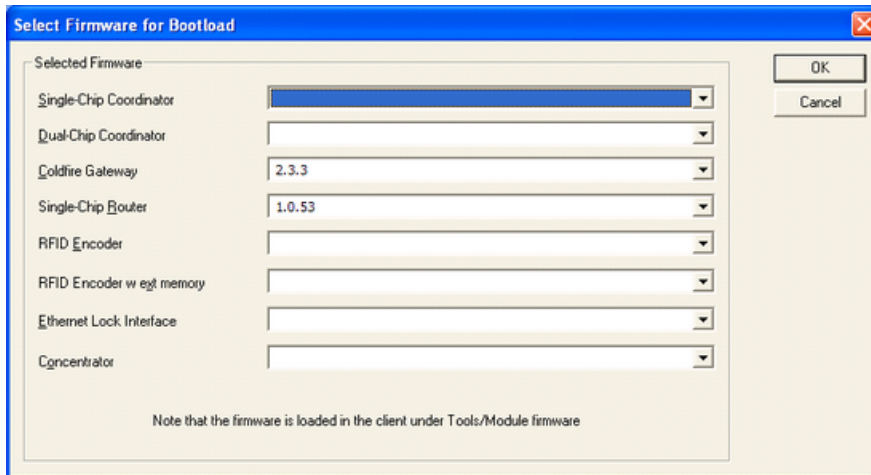 Select Firmware for Bootload
Selected Firmware
OK
Single-Chip Coordinator
Cancel
Dual-Chip Coordinator
Coldfire Gateway 2.3.3
Single-Chip Router 1.0.53
RFID Encoder
RFID Encoder w ext memory
Ethernet Lock Interface
Concentrator
Note that the firmware is loaded in the client under Tools/Module firmware